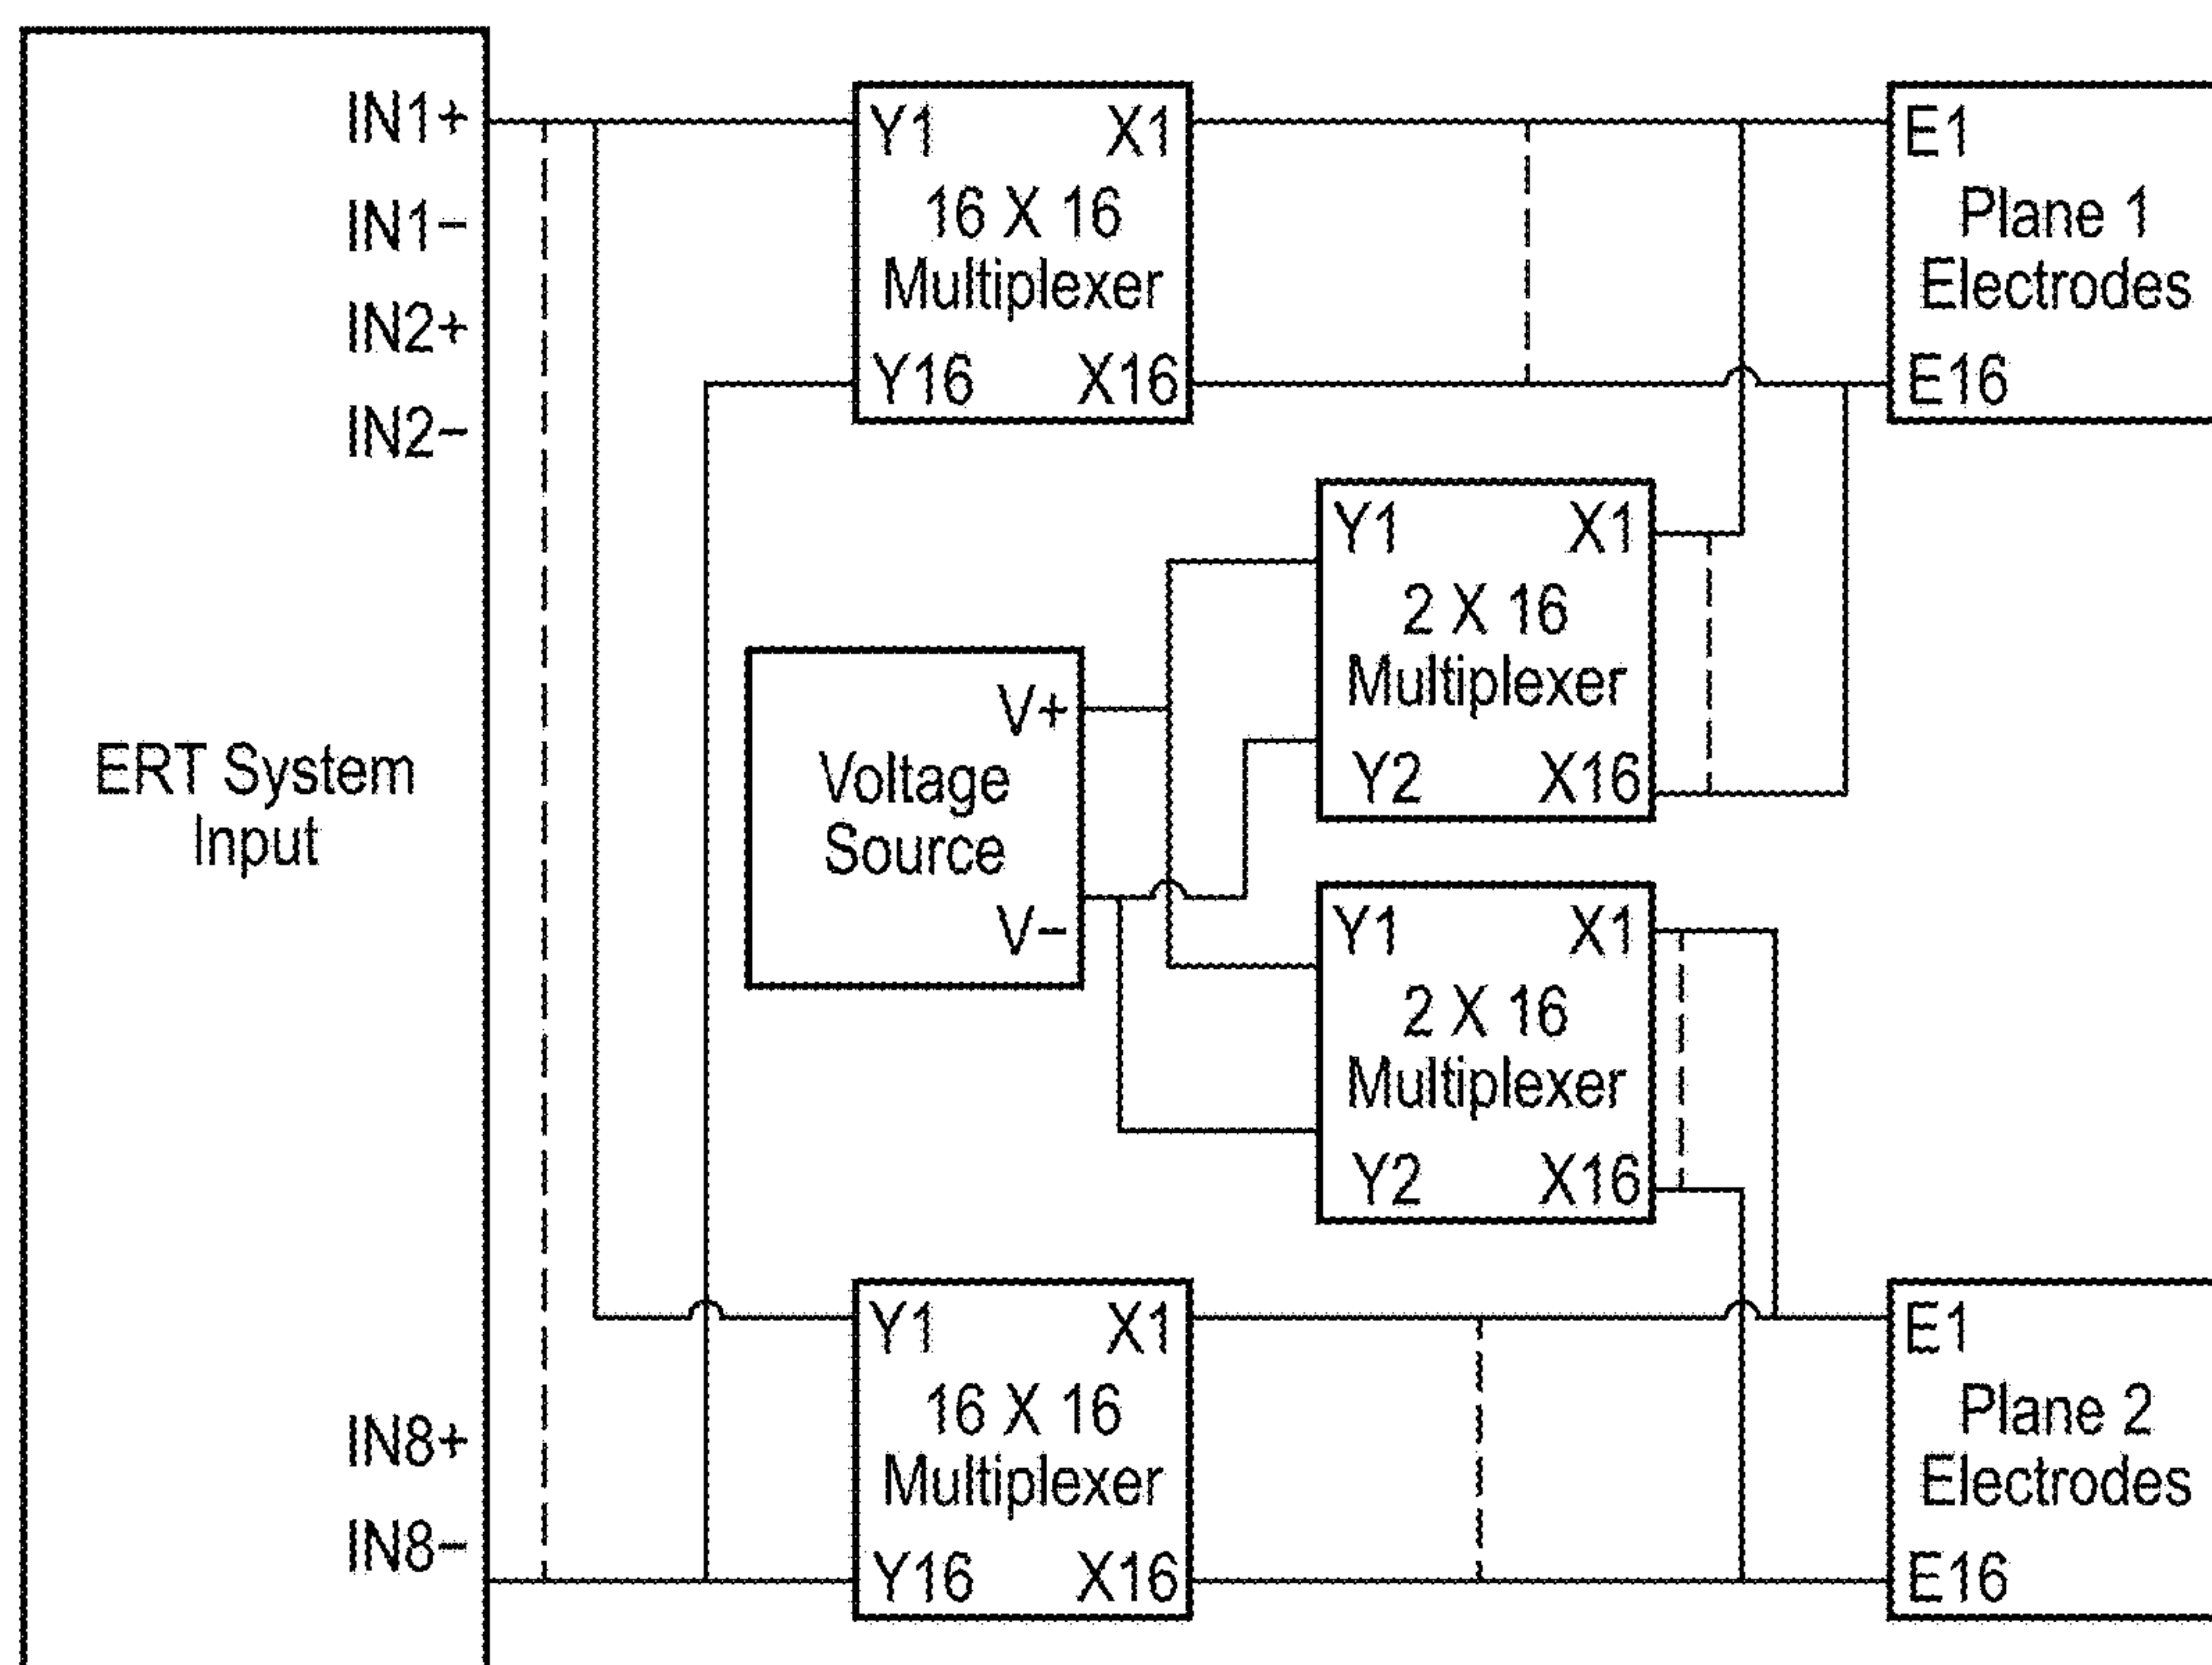 IN1+
IN1−
IN2+
IN2−
ERT System
Input
IN8+
IN8−
Y1 X1
16 X 16
Multiplexer
Y16 X16
E1
Plane 1
Electrodes
E16
Y1 X1
2 X 16
Multiplexer
Y2 X16
V+
Voltage
Source
V−
Y1 X1
2 X 16
Multiplexer
Y2 X16
Y1 X1
16 X 16
Multiplexer
Y16 X16
E1
Plane 2
Electrodes
E16